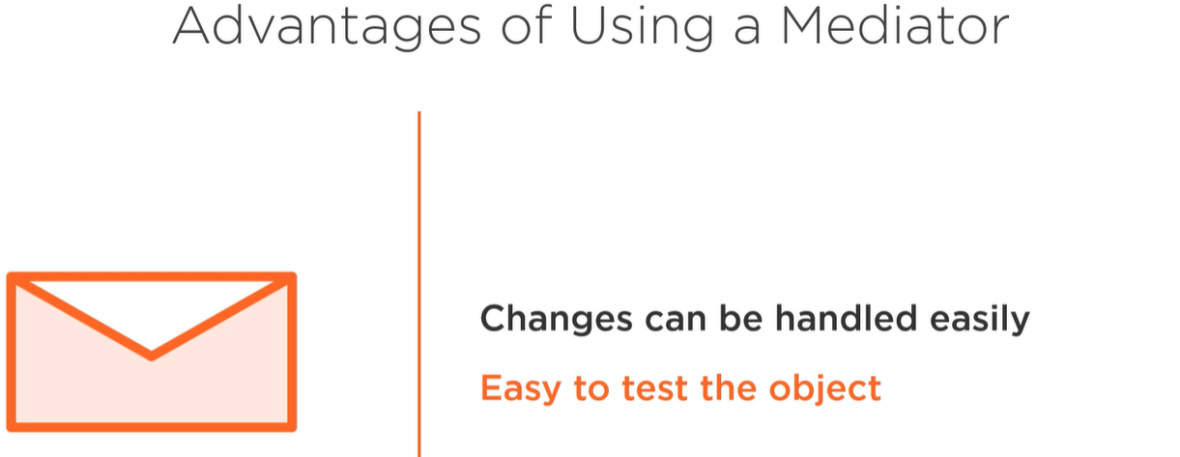 Advantages of Using a Mediator
Changes can be handled easily
Easy to test the object